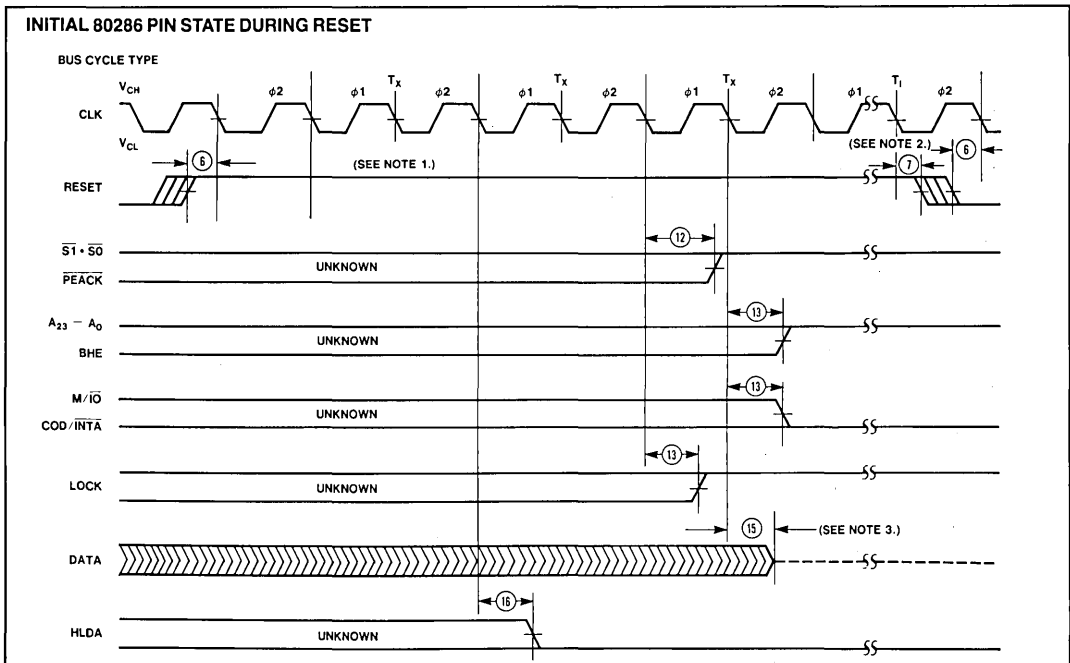 INITIAL 80286 PIN STATE DURING RESET
BUS CYCLE TYPE
VCH
φ2
φ1
TX
φ2
φ1
TX
φ2
φ1
TX
φ2
φ1
TI
φ2
CLK
VCL
(SEE NOTE 1.)
(SEE NOTE 2.)
6
7
6
RESET
S1 • S0
UNKNOWN
12
PEACK
A23 – A0
UNKNOWN
13
BHE
M/IO
UNKNOWN
13
COD/INTA
13
LOCK
UNKNOWN
15
(SEE NOTE 3.)
DATA
16
HLDA
UNKNOWN